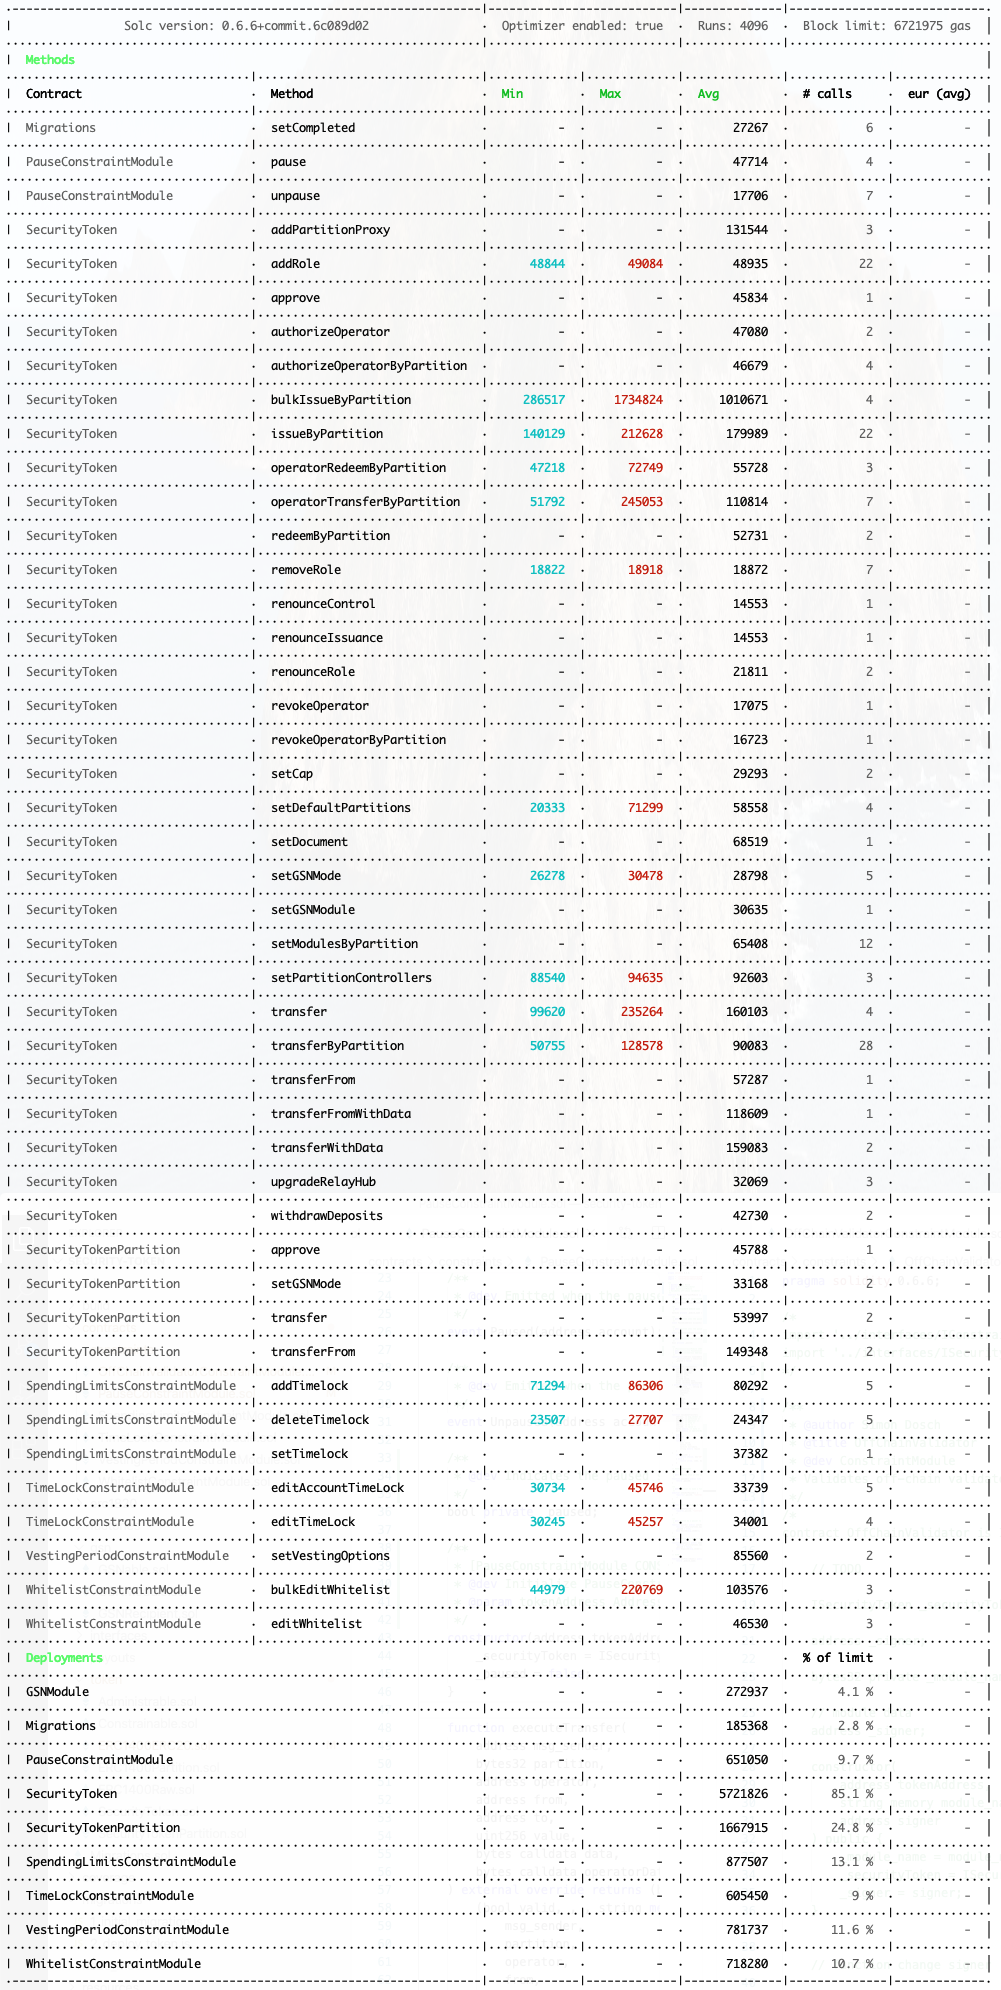 Solc version: 0.6.6+commit.6c089d02 · Optimizer enabled: true · Runs: 4096 · Block limit: 6721975 gas
Methods
Contract · Method · Min · Max · Avg · # calls · eur (avg)
Migrations · setCompleted · - · - · 27267 · 6 · -
PauseConstraintModule · pause · - · - · 47714 · 4 · -
PauseConstraintModule · unpause · - · - · 17706 · 7 · -
SecurityToken · addPartitionProxy · - · - · 131544 · 3 · -
SecurityToken · addRole · 48844 · 49084 · 48935 · 22 · -
SecurityToken · approve · - · - · 45834 · 1 · -
SecurityToken · authorizeOperator · - · - · 47080 · 2 · -
SecurityToken · authorizeOperatorByPartition · - · - · 46679 · 4 · -
SecurityToken · bulkIssueByPartition · 286517 · 1734824 · 1010671 · 4 · -
SecurityToken · issueByPartition · 140129 · 212628 · 179989 · 22 · -
SecurityToken · operatorRedeemByPartition · 47218 · 72749 · 55728 · 3 · -
SecurityToken · operatorTransferByPartition · 51792 · 245053 · 110814 · 7 · -
SecurityToken · redeemByPartition · - · - · 52731 · 2 · -
SecurityToken · removeRole · 18822 · 18918 · 18872 · 7 · -
SecurityToken · renounceControl · - · - · 14553 · 1 · -
SecurityToken · renounceIssuance · - · - · 14553 · 1 · -
SecurityToken · renounceRole · - · - · 21811 · 2 · -
SecurityToken · revokeOperator · - · - · 17075 · 1 · -
SecurityToken · revokeOperatorByPartition · - · - · 16723 · 1 · -
SecurityToken · setCap · - · - · 29293 · 2 · -
SecurityToken · setDefaultPartitions · 20333 · 71299 · 58558 · 4 · -
SecurityToken · setDocument · - · - · 68519 · 1 · -
SecurityToken · setGSNMode · 26278 · 30478 · 28798 · 5 · -
SecurityToken · setGSNModule · - · - · 30635 · 1 · -
SecurityToken · setModulesByPartition · - · - · 65408 · 12 · -
SecurityToken · setPartitionControllers · 88540 · 94635 · 92603 · 3 · -
SecurityToken · transfer · 99620 · 235264 · 160103 · 4 · -
SecurityToken · transferByPartition · 50755 · 128578 · 90083 · 28 · -
SecurityToken · transferFrom · - · - · 57287 · 1 · -
SecurityToken · transferFromWithData · - · - · 118609 · 1 · -
SecurityToken · transferWithData · - · - · 159083 · 2 · -
SecurityToken · upgradeRelayHub · - · - · 32069 · 3 · -
SecurityToken · withdrawDeposits · - · - · 42730 · 2 · -
SecurityTokenPartition · approve · - · - · 45788 · 1 · -
SecurityTokenPartition · setGSNMode · - · - · 33168 · 2 · -
SecurityTokenPartition · transfer · - · - · 53997 · 2 · -
SecurityTokenPartition · transferFrom · - · - · 149348 · 2 · -
SpendingLimitsConstraintModule · addTimelock · 71294 · 86306 · 80292 · 5 · -
SpendingLimitsConstraintModule · deleteTimelock · 23507 · 27707 · 24347 · 5 · -
SpendingLimitsConstraintModule · setTimelock · - · - · 37382 · 1 · -
TimeLockConstraintModule · editAccountTimeLock · 30734 · 45746 · 33739 · 5 · -
TimeLockConstraintModule · editTimeLock · 30245 · 45257 · 34001 · 4 · -
VestingPeriodConstraintModule · setVestingOptions · - · - · 85560 · 2 · -
WhitelistConstraintModule · bulkEditWhitelist · 44979 · 220769 · 103576 · 3 · -
WhitelistConstraintModule · editWhitelist · - · - · 46530 · 3 · -
Deployments · % of limit ·
GSNModule · - · - · 272937 · 4.1 % · -
Migrations · - · - · 185368 · 2.8 % · -
PauseConstraintModule · - · - · 651050 · 9.7 % · -
SecurityToken · - · - · 5721826 · 85.1 % · -
SecurityTokenPartition · - · - · 1667915 · 24.8 % · -
SpendingLimitsConstraintModule · - · - · 877507 · 13.1 % · -
TimeLockConstraintModule · - · - · 605450 · 9 % · -
VestingPeriodConstraintModule · - · - · 781737 · 11.6 % · -
WhitelistConstraintModule · - · - · 718280 · 10.7 % · -